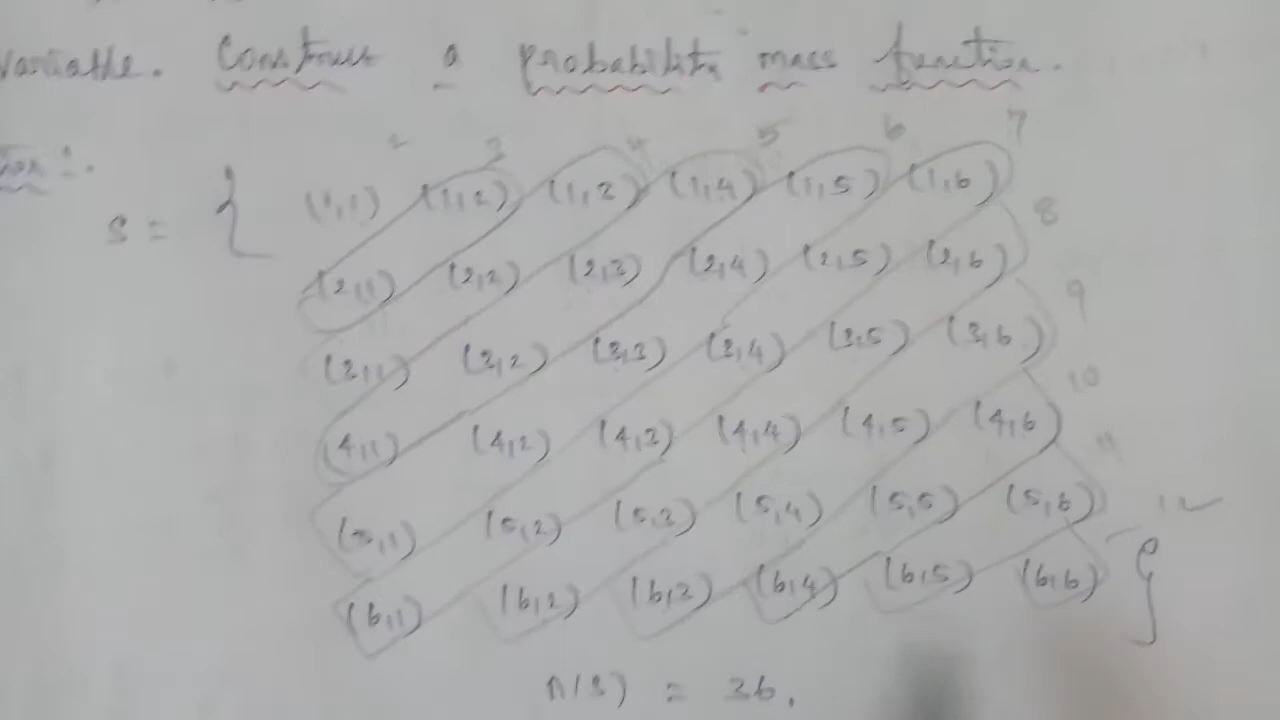 variable. Construct a probability mass function.
tion :.
2 3 4 5 6 7
S = { (1,1) (1,2) (1,3) (1,4) (1,5) (1,6)
8
(2,1) (2,2) (2,3) (2,4) (2,5) (2,6)
9
(3,1) (3,2) (3,3) (3,4) (3,5) (3,6)
10
(4,1) (4,2) (4,3) (4,4) (4,5) (4,6)
11
(5,1) (5,2) (5,3) (5,4) (5,5) (5,6) 12
(6,1) (6,2) (6,3) (6,4) (6,5) (6,6) }
n(S) = 36.